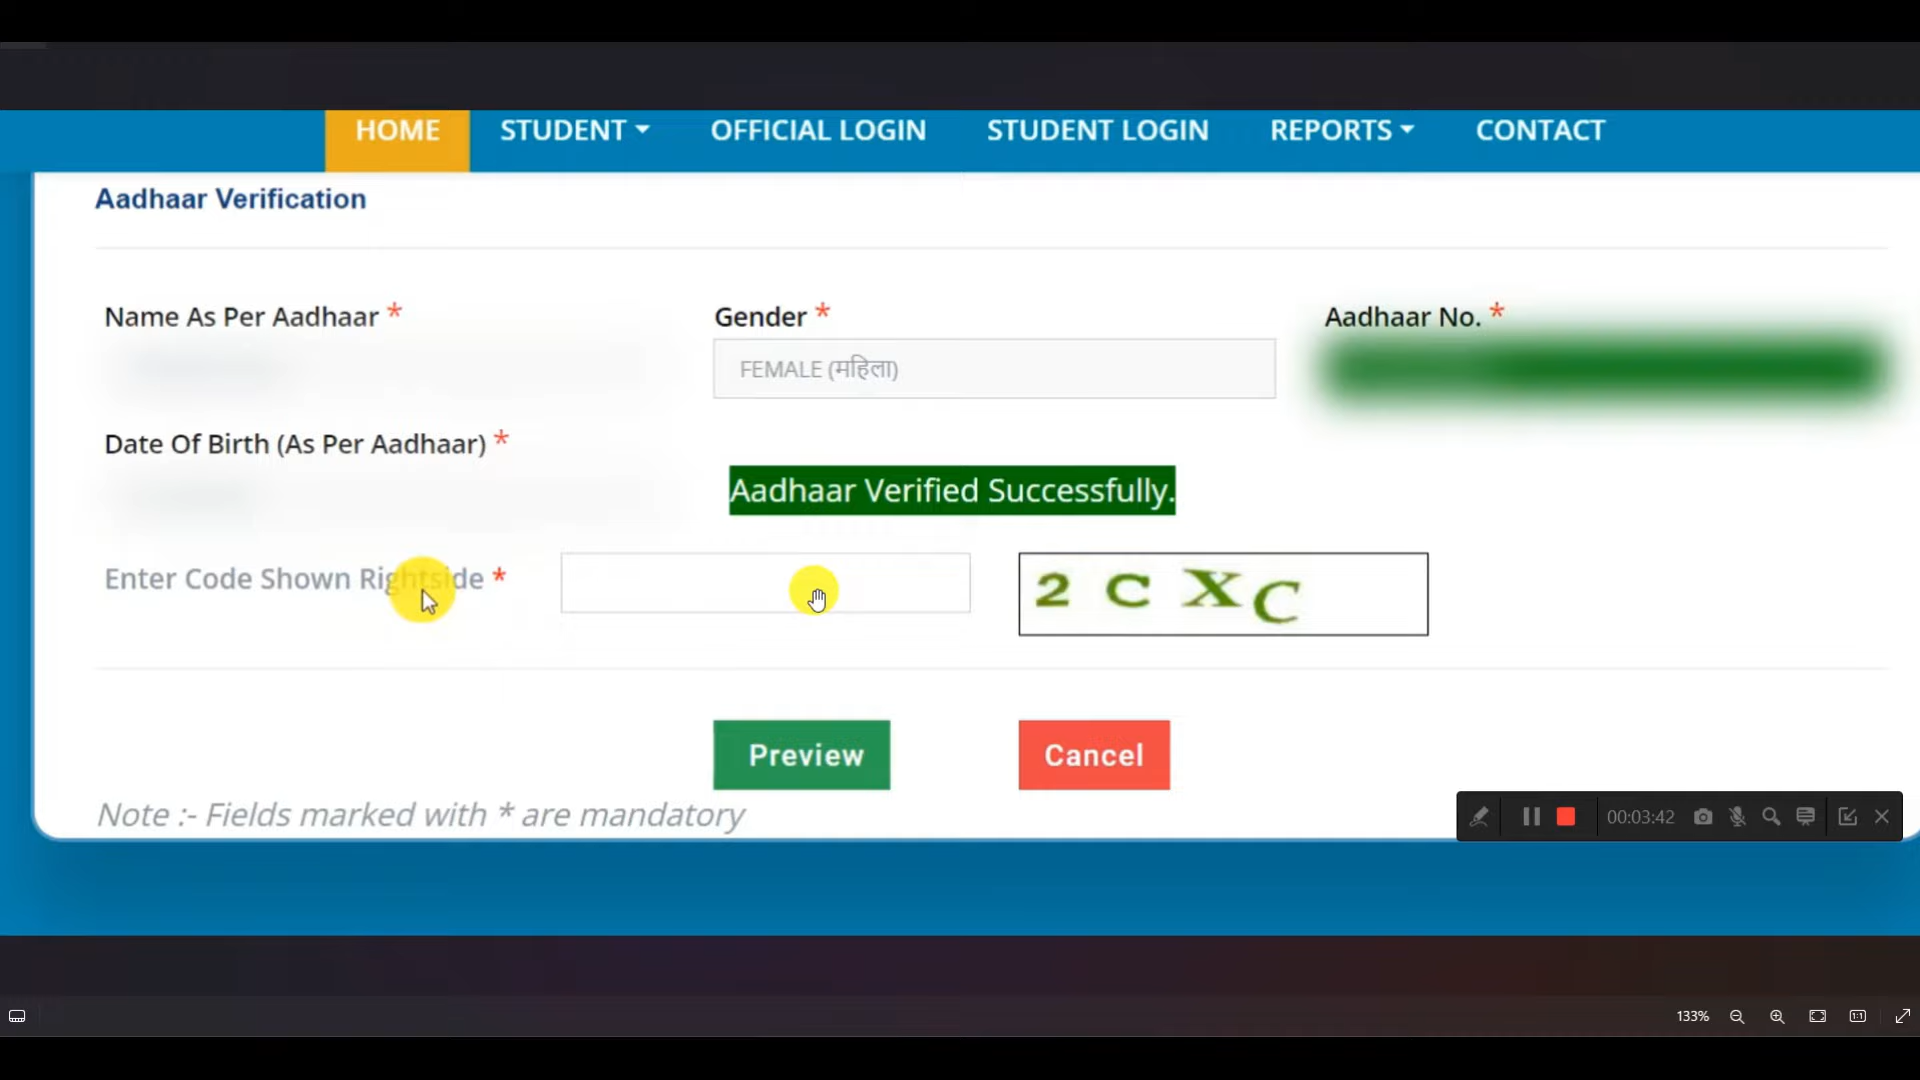 HOME STUDENT OFFICIAL LOGIN STUDENT LOGIN REPORTS CONTACT
Aadhaar Verification
Name As Per Aadhaar * Gender * Aadhaar No. *
FEMALE (महिला)
Date Of Birth (As Per Aadhaar) *
Aadhaar Verified Successfully.
Enter Code Shown Rightside * 2 C X C
Preview Cancel
Note :- Fields marked with * are mandatory
00:03:42
133%
1:1